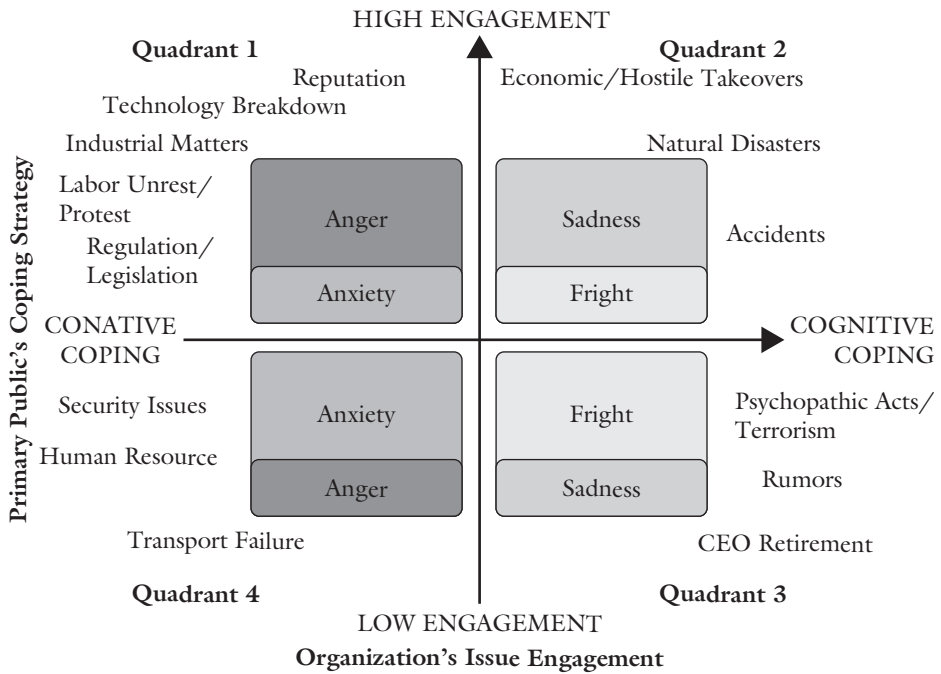 HIGH ENGAGEMENT
Quadrant 1
Quadrant 2
Reputation
Economic/Hostile Takeovers
Technology Breakdown
Industrial Matters
Natural Disasters
Labor Unrest/
Protest
Anger
Sadness
Accidents
Regulation/
Legislation
Anxiety
Fright
Primary Public’s Coping Strategy
CONATIVE
COPING
COGNITIVE
COPING
Security Issues
Anxiety
Fright
Psychopathic Acts/
Terrorism
Human Resource
Anger
Sadness
Rumors
Transport Failure
CEO Retirement
Quadrant 4
Quadrant 3
LOW ENGAGEMENT
Organization’s Issue Engagement